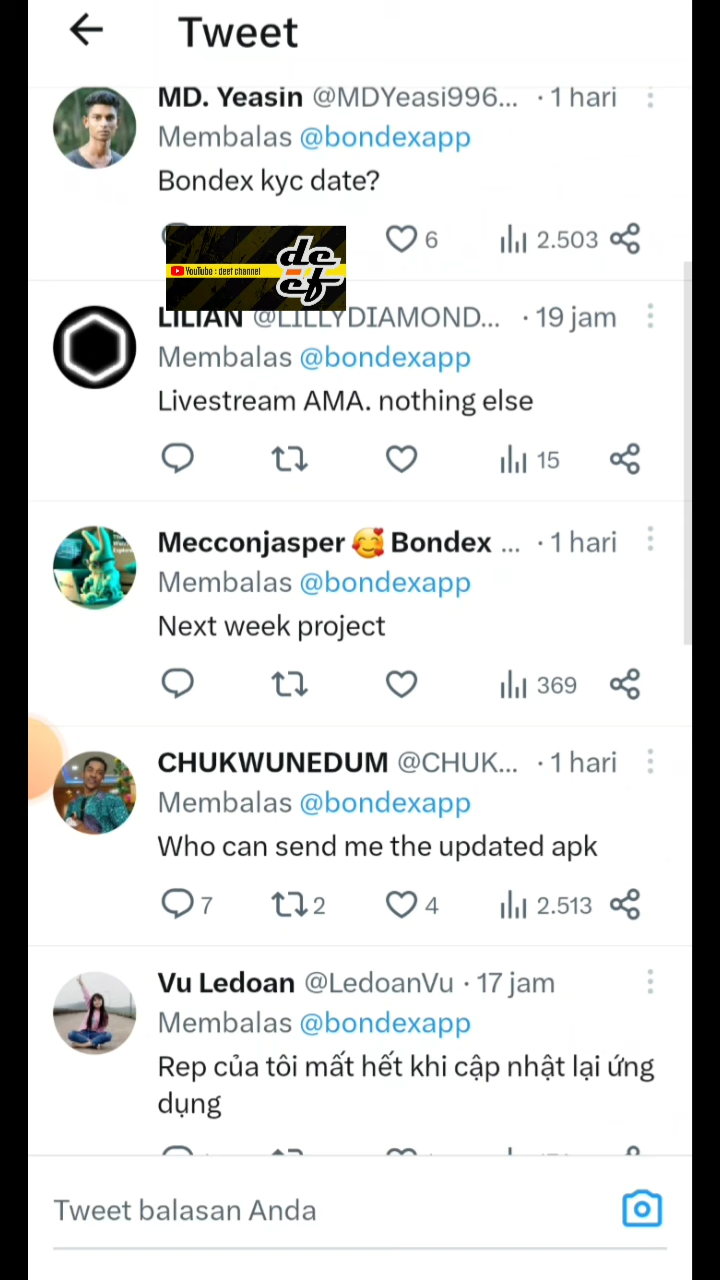 Tweet
MD. Yeasin @MDYeasi996... · 1 hari
Membalas @bondexapp
Bondex kyc date?
6 2.503
YouTube : deet channel
LILIAN @LILLYDIAMOND... · 19 jam
Membalas @bondexapp
Livestream AMA. nothing else
15
Mecconjasper 🥰 Bondex ... · 1 hari
Membalas @bondexapp
Next week project
369
CHUKWUNEDUM @CHUK... · 1 hari
Membalas @bondexapp
Who can send me the updated apk
7 2 4 2.513
Vu Ledoan @LedoanVu · 17 jam
Membalas @bondexapp
Rep của tôi mất hết khi cập nhật lại ứng
dụng
Tweet balasan Anda